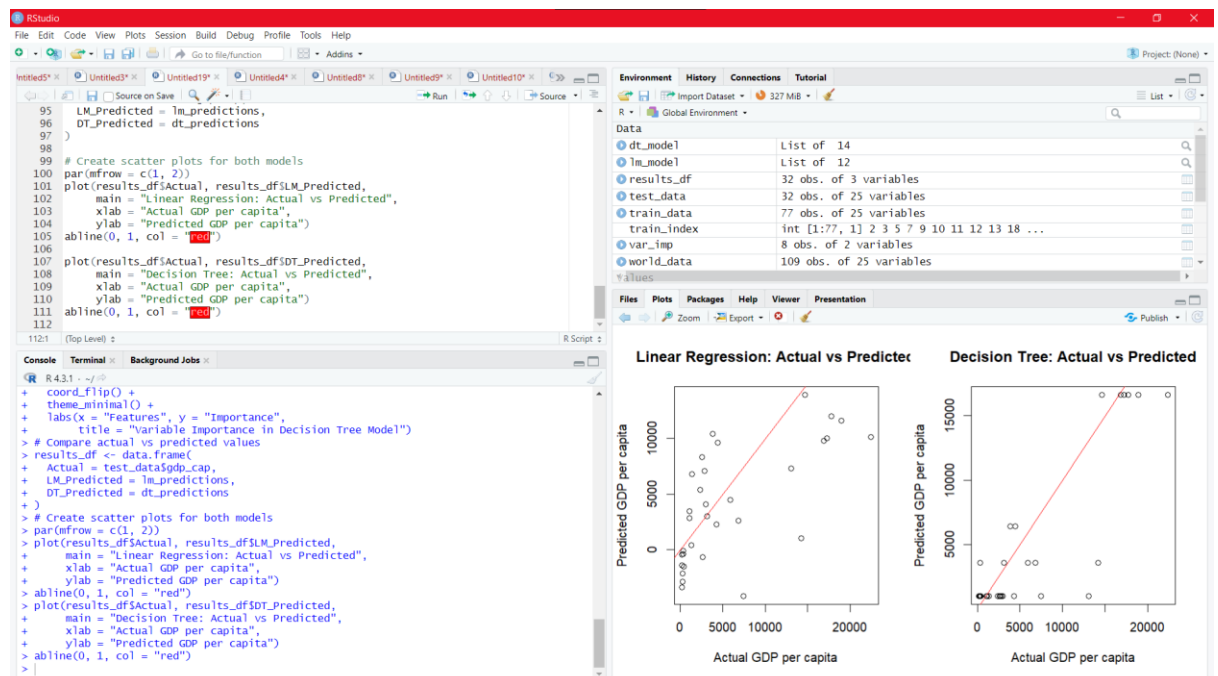 RStudio
File Edit Code View Plots Session Build Debug Profile Tools Help
Go to file/function Addins Project: (None)
ntitled5* Untitled3* Untitled19* Untitled4* Untitled8* Untitled9* Untitled10*
Source on Save Run Source
95 LM_Predicted = lm_predictions,
96 DT_Predicted = dt_predictions
97 )
98
99 # Create scatter plots for both models
100 par(mfrow = c(1, 2))
101 plot(results_df$Actual, results_df$LM_Predicted,
102 main = "Linear Regression: Actual vs Predicted",
103 xlab = "Actual GDP per capita",
104 ylab = "Predicted GDP per capita")
105 abline(0, 1, col = "red")
106
107 plot(results_df$Actual, results_df$DT_Predicted,
108 main = "Decision Tree: Actual vs Predicted",
109 xlab = "Actual GDP per capita",
110 ylab = "Predicted GDP per capita")
111 abline(0, 1, col = "red")
112
112:1 (Top Level) R Script
Console Terminal Background Jobs
R 4.3.1 · ~/
+ coord_flip() +
+ theme_minimal() +
+ labs(x = "Features", y = "Importance",
+ title = "Variable Importance in Decision Tree Model")
> # Compare actual vs predicted values
> results_df <- data.frame(
+ Actual = test_data$gdp_cap,
+ LM_Predicted = lm_predictions,
+ DT_Predicted = dt_predictions
+ )
> # Create scatter plots for both models
> par(mfrow = c(1, 2))
> plot(results_df$Actual, results_df$LM_Predicted,
+ main = "Linear Regression: Actual vs Predicted",
+ xlab = "Actual GDP per capita",
+ ylab = "Predicted GDP per capita")
> abline(0, 1, col = "red")
> plot(results_df$Actual, results_df$DT_Predicted,
+ main = "Decision Tree: Actual vs Predicted",
+ xlab = "Actual GDP per capita",
+ ylab = "Predicted GDP per capita")
> abline(0, 1, col = "red")
>
Environment History Connections Tutorial
Import Dataset 327 MiB List
R Global Environment
Data
dt_model List of 14
lm_model List of 12
results_df 32 obs. of 3 variables
test_data 32 obs. of 25 variables
train_data 77 obs. of 25 variables
train_index int [1:77, 1] 2 3 5 7 9 10 11 12 13 18 ...
var_imp 8 obs. of 2 variables
world_data 109 obs. of 25 variables
Values
Files Plots Packages Help Viewer Presentation
Zoom Export Publish
Linear Regression: Actual vs Predicted
Predicted GDP per capita
10000
5000
0
0 5000 10000 20000
Actual GDP per capita
Decision Tree: Actual vs Predicted
Predicted GDP per capita
15000
10000
5000
0 5000 10000 20000
Actual GDP per capita